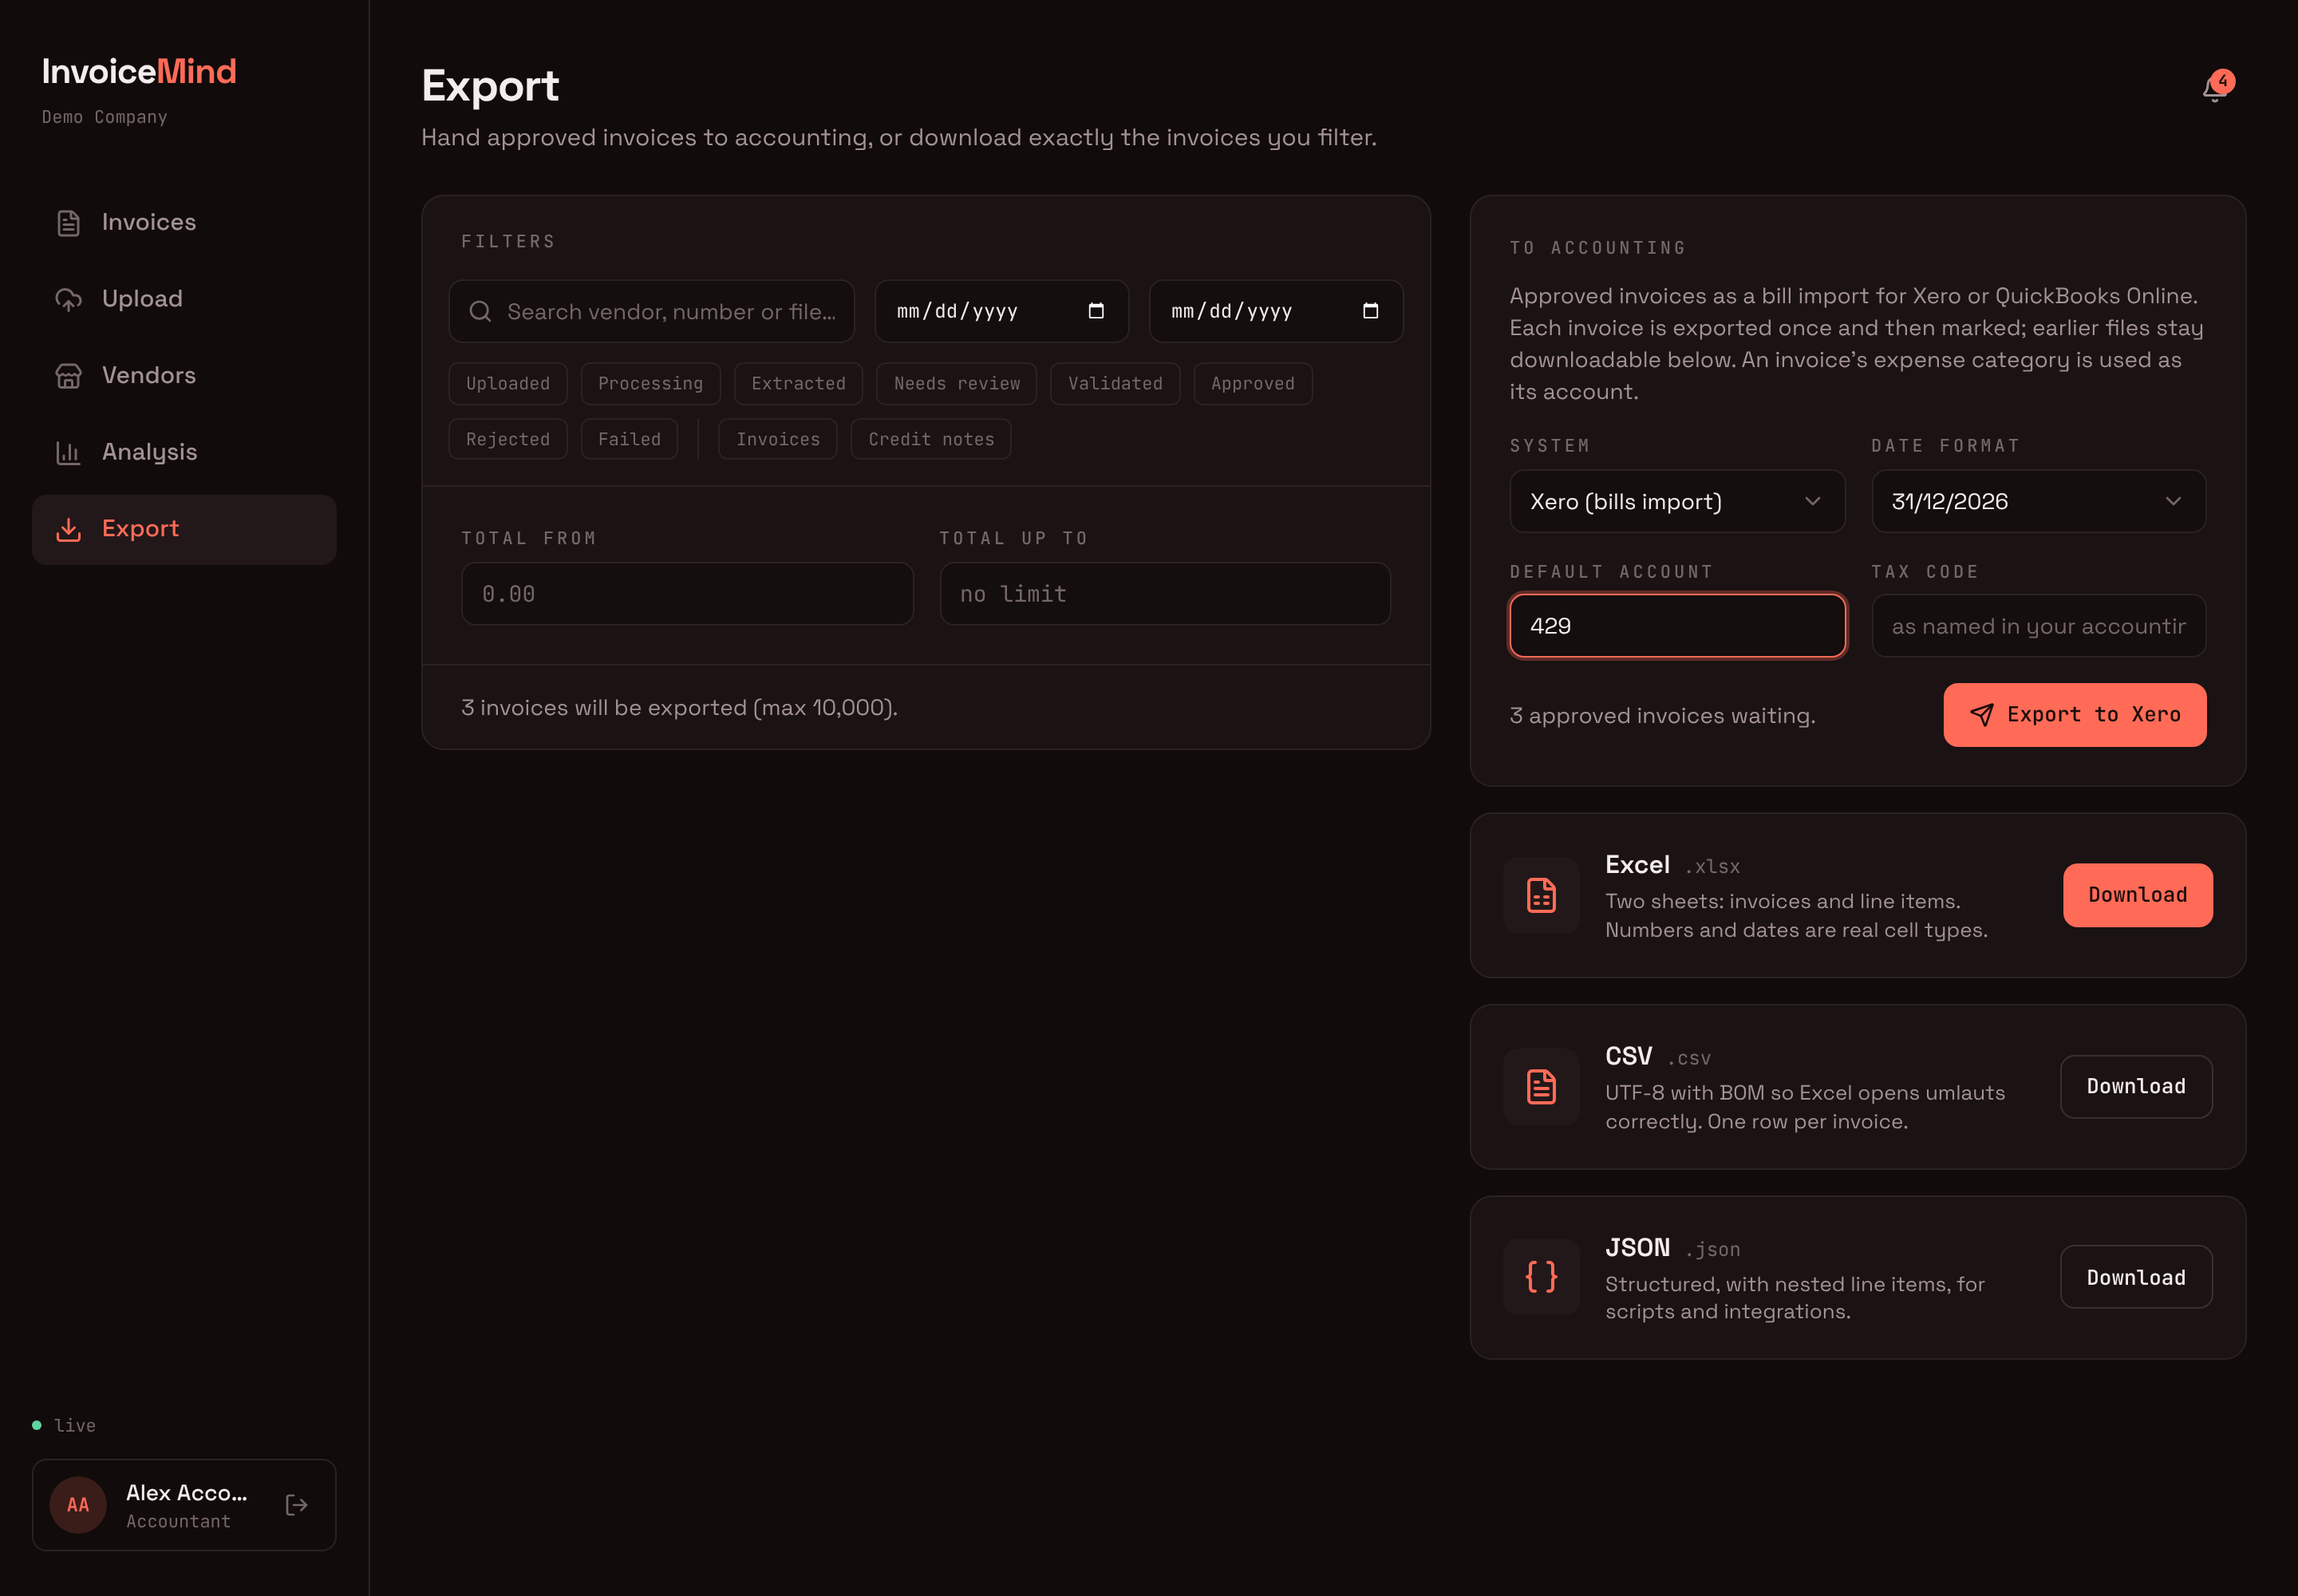 InvoiceMind
Demo Company
Invoices
Upload
Vendors
Analysis
Export
live
AA
Alex Acco…
Accountant
Export
Hand approved invoices to accounting, or download exactly the invoices you filter.
4
FILTERS
Search vendor, number or file…
mm/dd/yyyy
mm/dd/yyyy
Uploaded Processing Extracted Needs review Validated Approved
Rejected Failed Invoices Credit notes
TOTAL FROM TOTAL UP TO
0.00 no limit
3 invoices will be exported (max 10,000).
TO ACCOUNTING
Approved invoices as a bill import for Xero or QuickBooks Online.
Each invoice is exported once and then marked; earlier files stay
downloadable below. An invoice’s expense category is used as
its account.
SYSTEM DATE FORMAT
Xero (bills import) 31/12/2026
DEFAULT ACCOUNT TAX CODE
429 as named in your accountir
3 approved invoices waiting. Export to Xero
Excel .xlsx
Two sheets: invoices and line items.
Numbers and dates are real cell types.
Download
CSV .csv
UTF-8 with BOM so Excel opens umlauts
correctly. One row per invoice.
Download
JSON .json
Structured, with nested line items, for
scripts and integrations.
Download